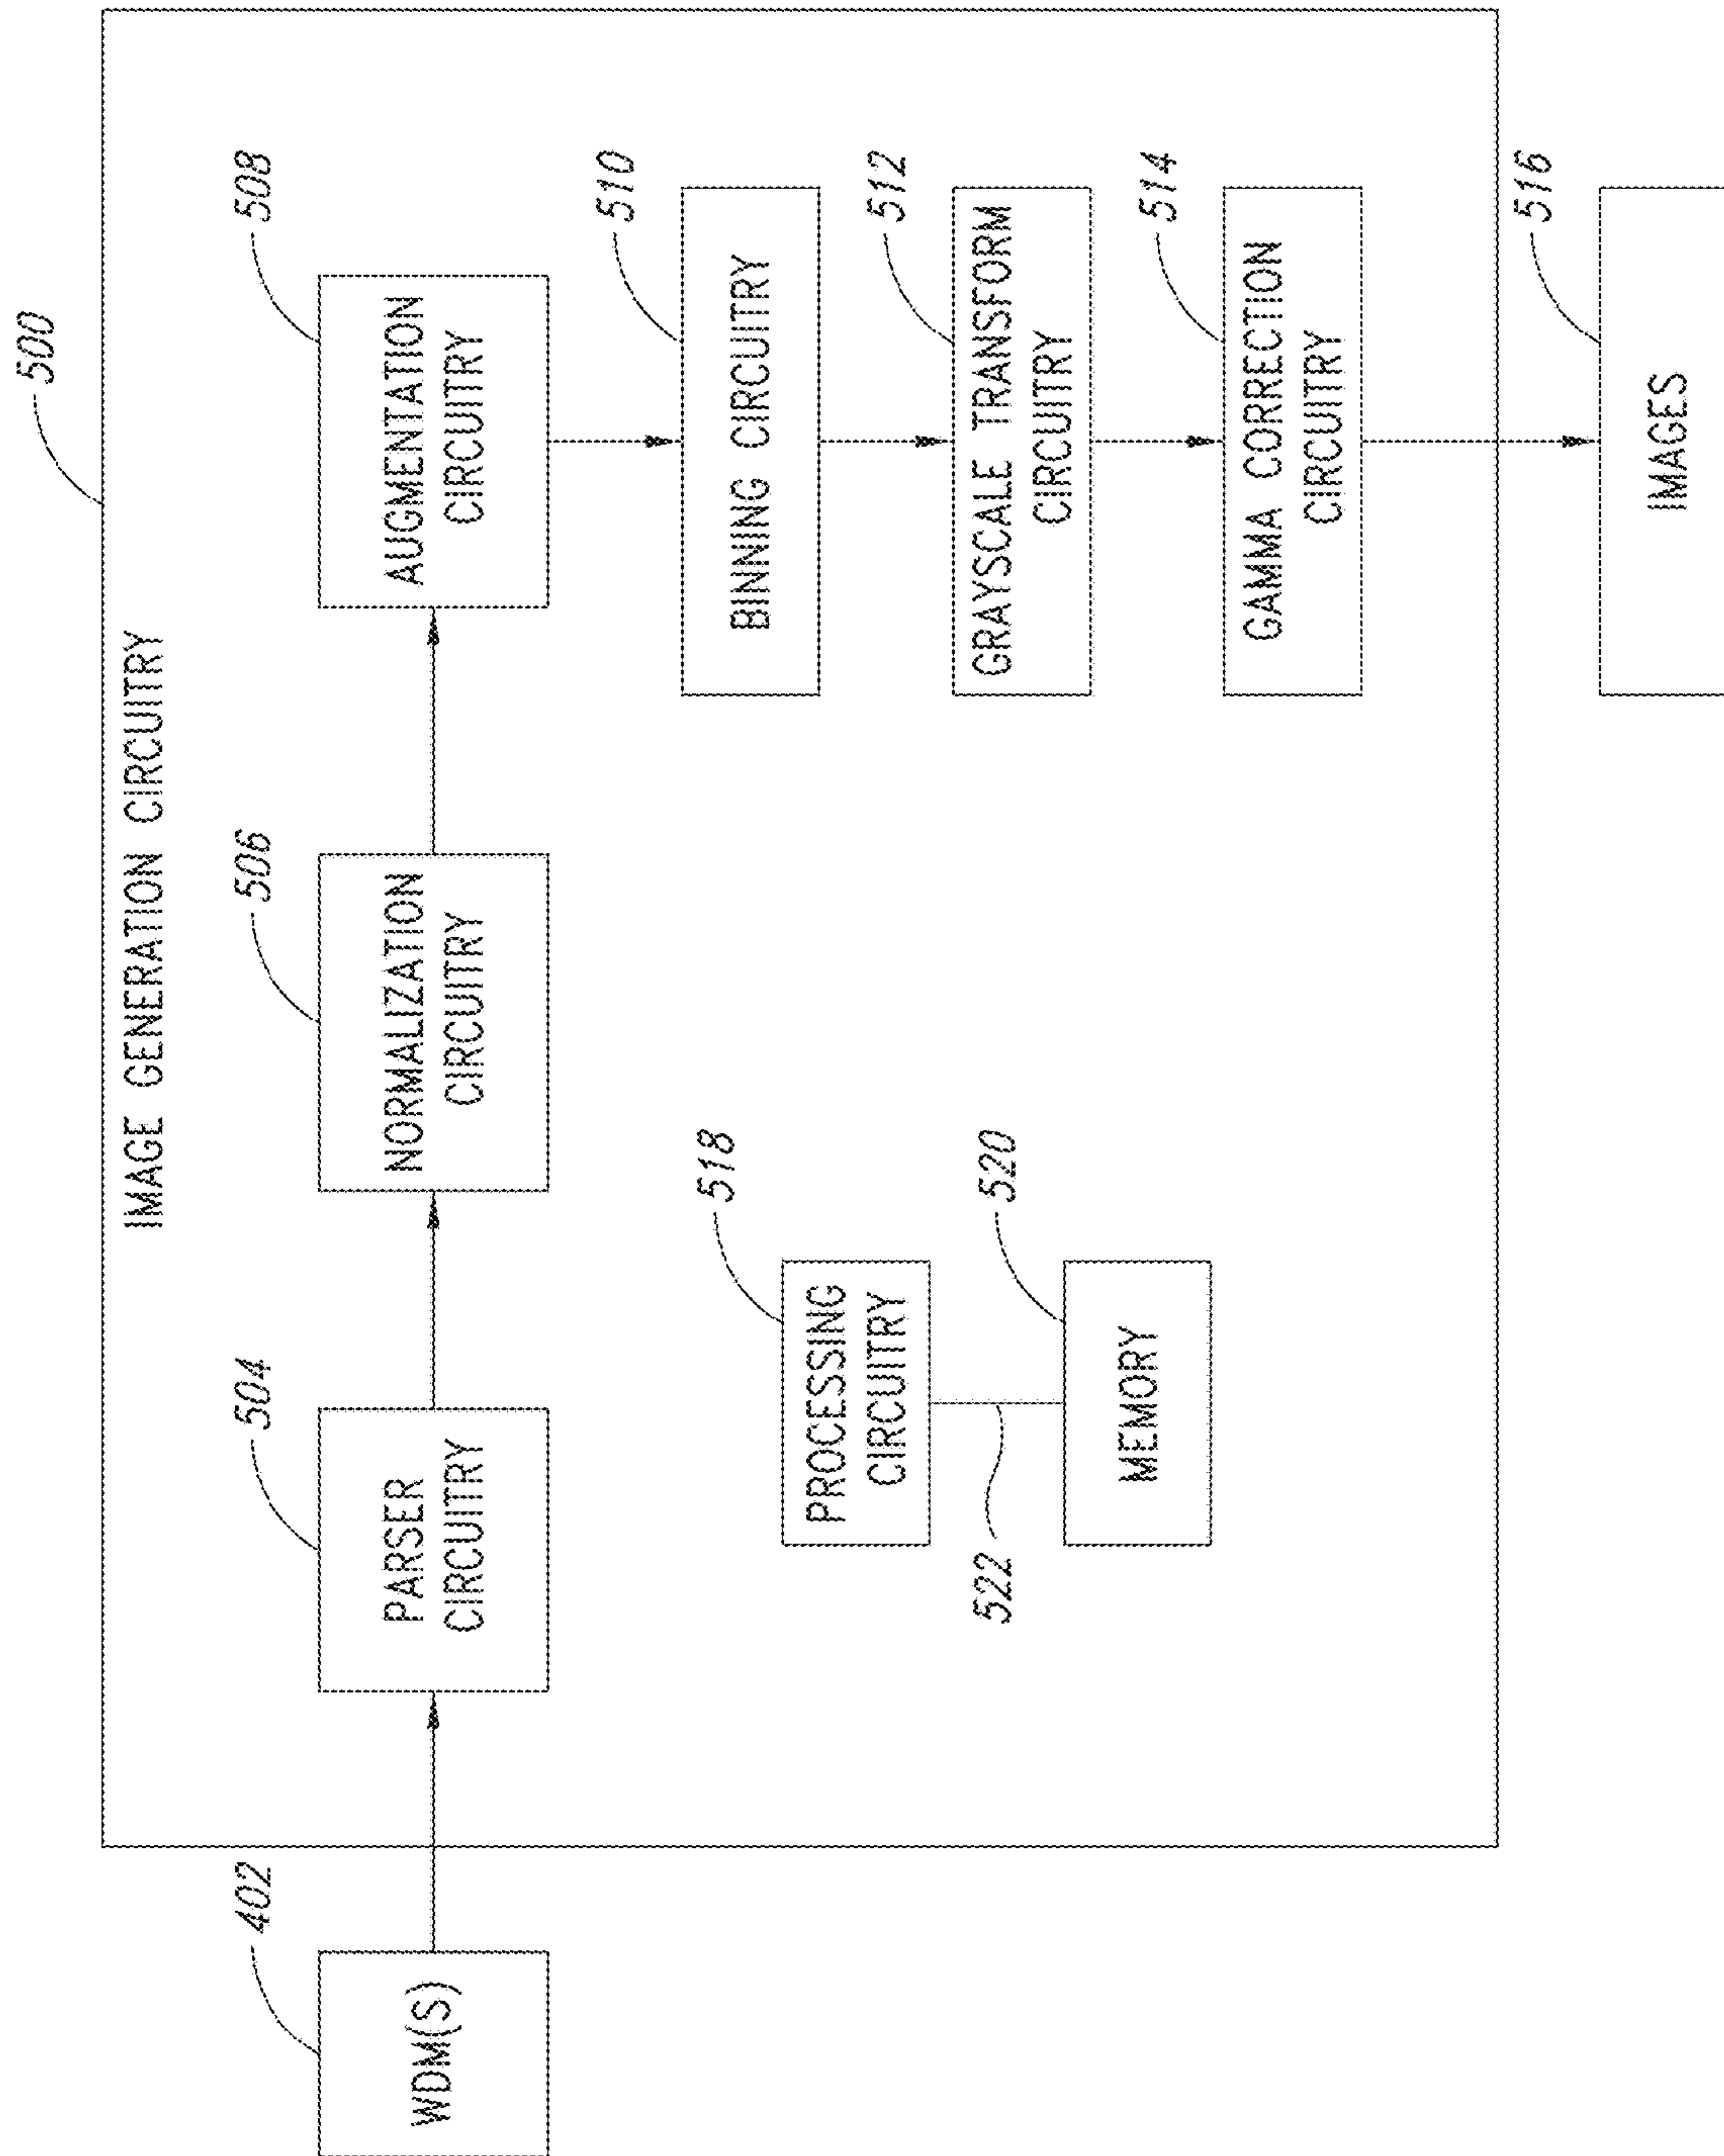 500
IMAGE GENERATION CIRCUITRY
402
WDM(S)
504
PARSER
CIRCUITRY
506
NORMALIZATION
CIRCUITRY
508
AUGMENTATION
CIRCUITRY
510
BINNING CIRCUITRY
518
PROCESSING
CIRCUITRY
512
GRAYSCALE TRANSFORM
CIRCUITRY
522
520
MEMORY
514
GAMMA CORRECTION
CIRCUITRY
516
IMAGES